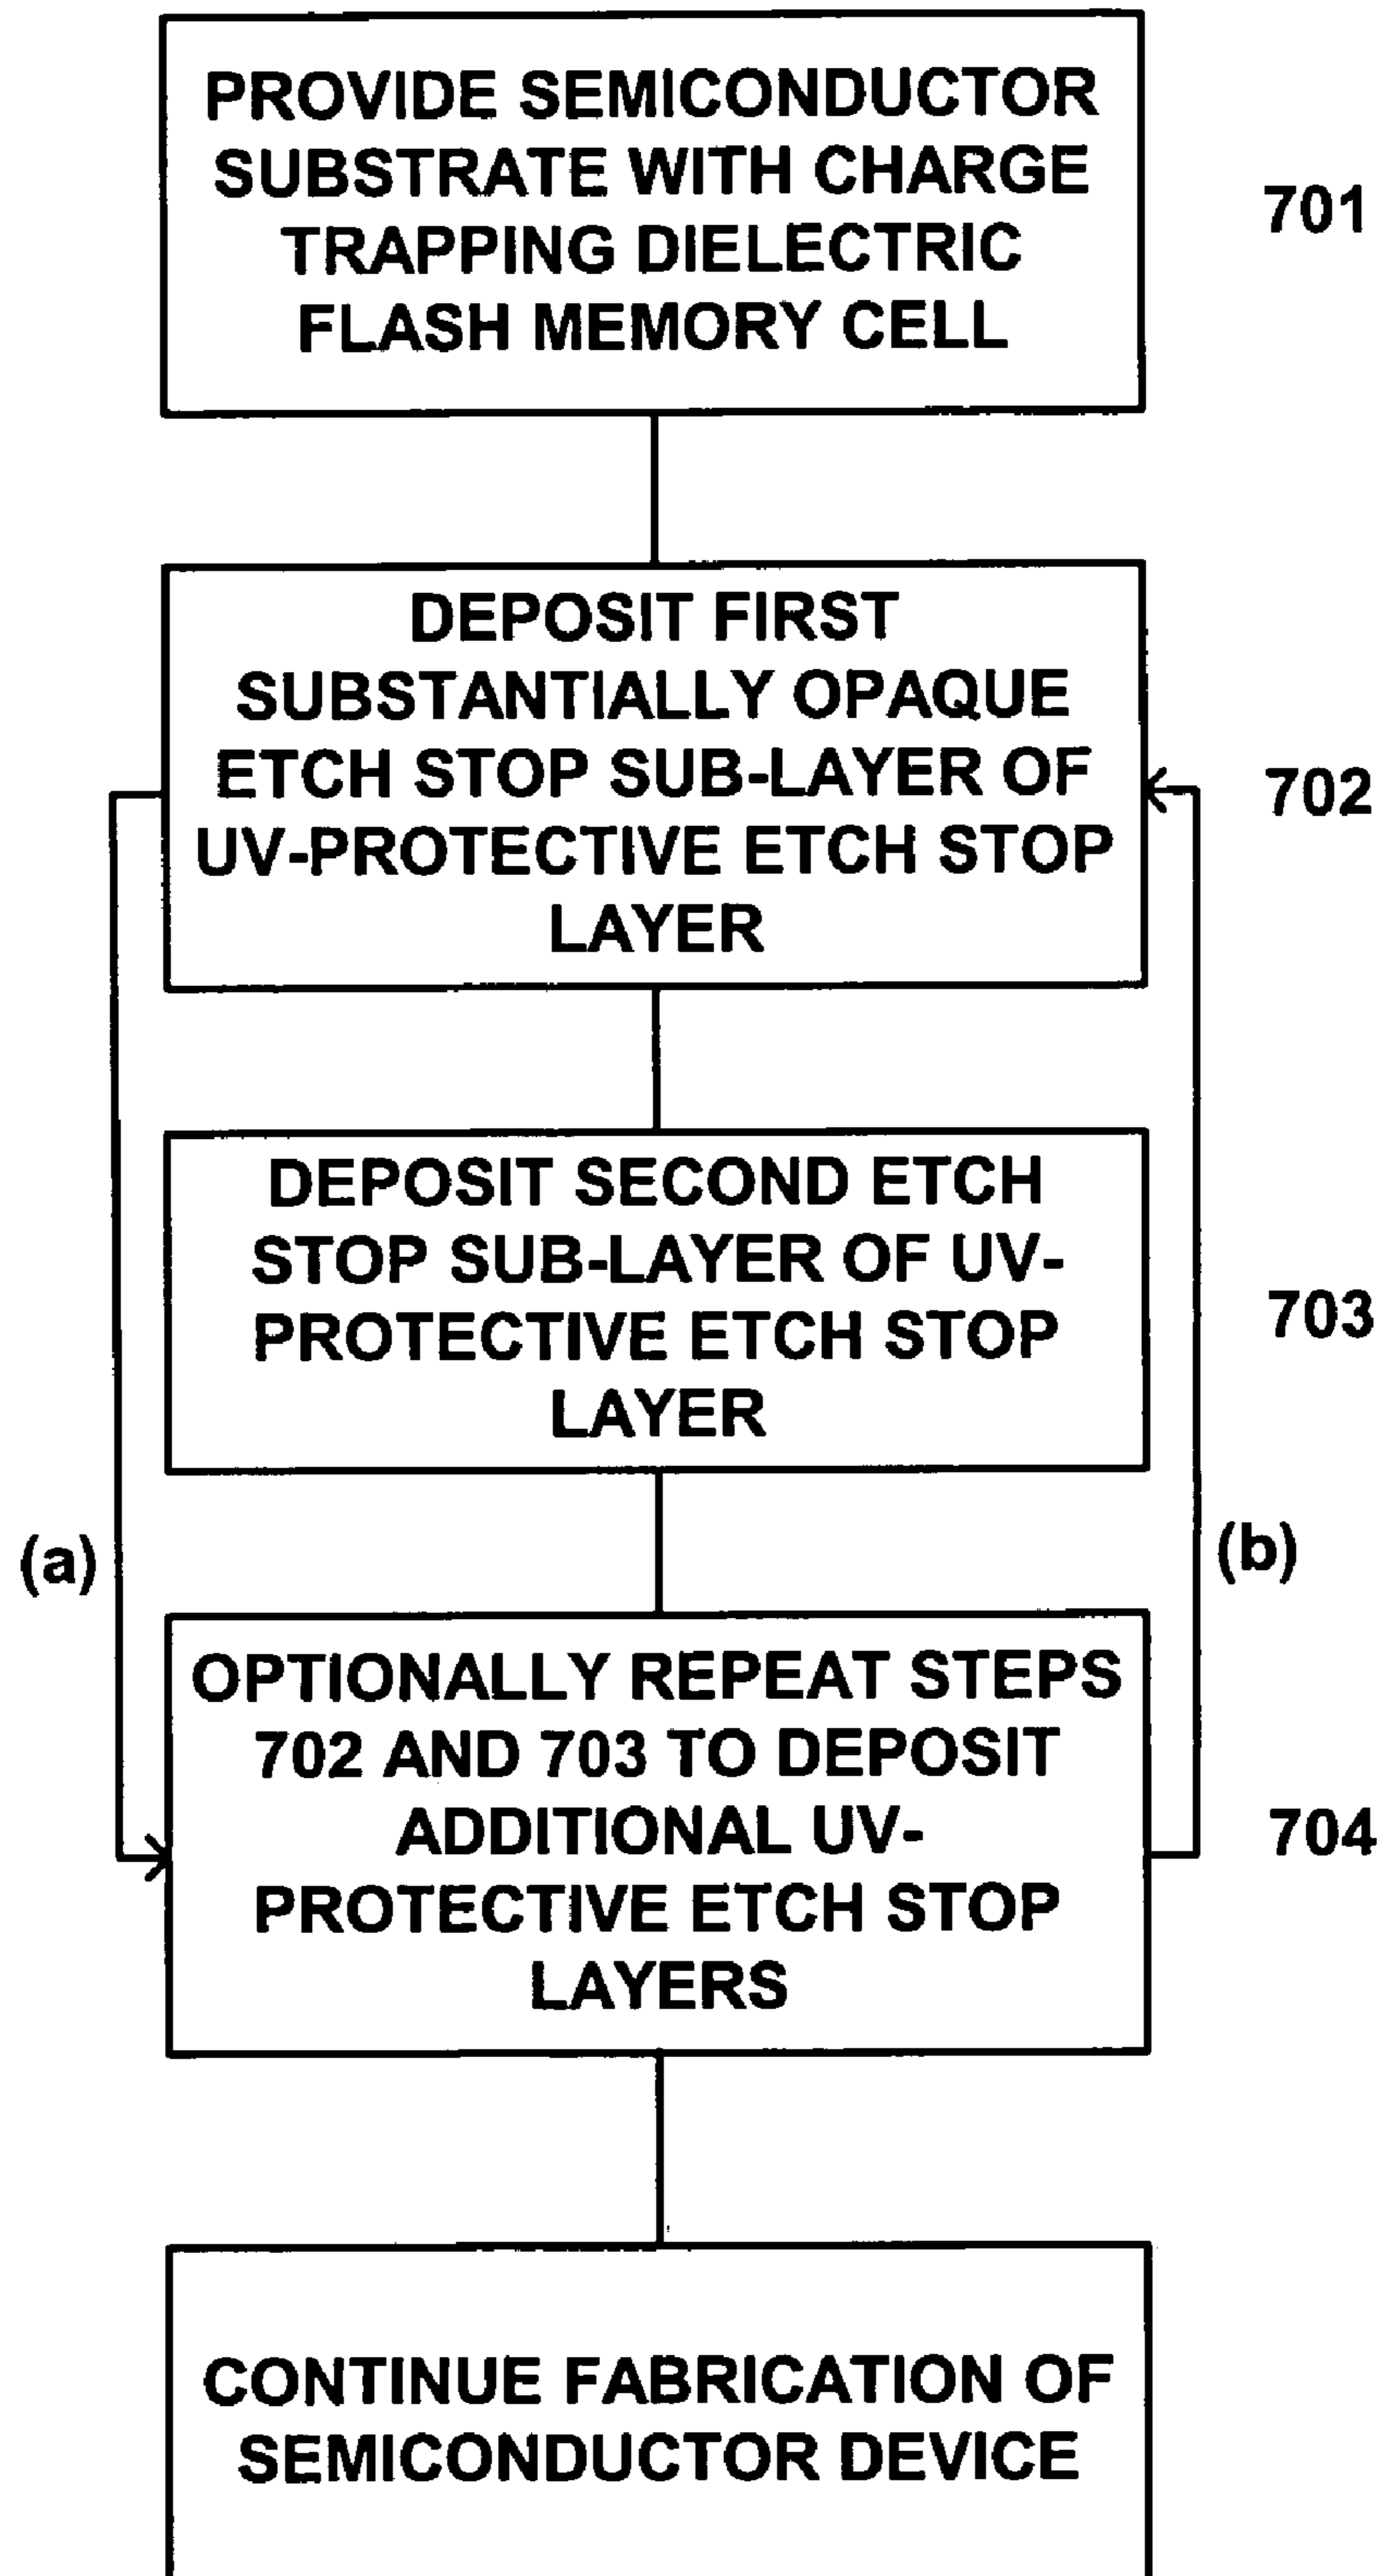 PROVIDE SEMICONDUCTOR
SUBSTRATE WITH CHARGE
TRAPPING DIELECTRIC
FLASH MEMORY CELL
701
DEPOSIT FIRST
SUBSTANTIALLY OPAQUE
ETCH STOP SUB-LAYER OF
UV-PROTECTIVE ETCH STOP
LAYER
702
DEPOSIT SECOND ETCH
STOP SUB-LAYER OF UV-
PROTECTIVE ETCH STOP
LAYER
703
(a)
(b)
OPTIONALLY REPEAT STEPS
702 AND 703 TO DEPOSIT
ADDITIONAL UV-
PROTECTIVE ETCH STOP
LAYERS
704
CONTINUE FABRICATION OF
SEMICONDUCTOR DEVICE